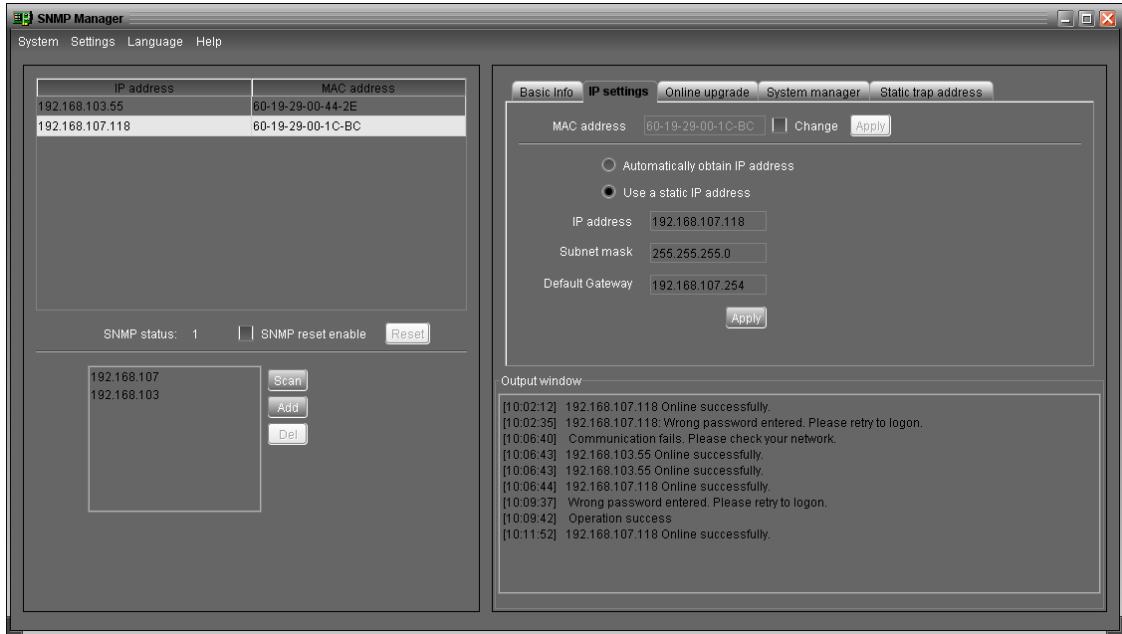 SNMP Manager
System Settings Language Help
IP address MAC address
192.168.103.55 60-19-29-00-44-2E
192.168.107.118 60-19-29-00-1C-BC
SNMP status: 1 SNMP reset enable Reset
192.168.107
192.168.103
Scan
Add
Del
Basic Info IP settings Online upgrade System manager Static trap address
MAC address 60-19-29-00-1C-BC Change Apply
Automatically obtain IP address
Use a static IP address
IP address 192.168.107.118
Subnet mask 255.255.255.0
Default Gateway 192.168.107.254
Apply
Output window
[10:02:12] 192.168.107.118 Online successfully.
[10:02:35] 192.168.107.118: Wrong password entered. Please retry to logon.
[10:06:40] Communication fails. Please check your network.
[10:06:43] 192.168.103.55 Online successfully.
[10:06:43] 192.168.103.55 Online successfully.
[10:06:44] 192.168.107.118 Online successfully.
[10:09:37] Wrong password entered. Please retry to logon.
[10:09:42] Operation success
[10:11:52] 192.168.107.118 Online successfully.